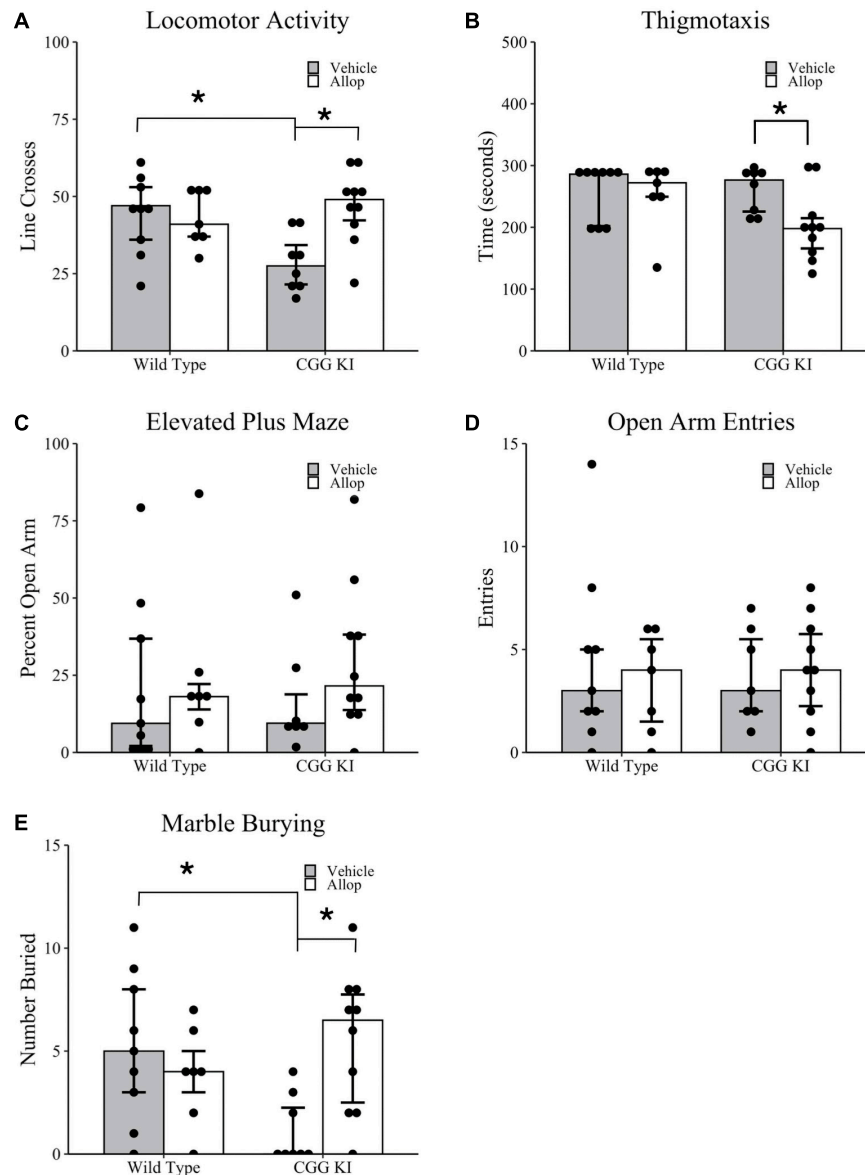 A Locomotor Activity
100
75
50
25
0
Line Crosses
Vehicle
Allop
*
*
Wild Type CGG KI
B Thigmotaxis
500
400
300
200
100
0
Time (seconds)
Vehicle
Allop
*
Wild Type CGG KI
C Elevated Plus Maze
100
75
50
25
0
Percent Open Arm
Vehicle
Allop
Wild Type CGG KI
D Open Arm Entries
15
10
5
0
Entries
Vehicle
Allop
Wild Type CGG KI
E Marble Burying
15
10
5
0
Number Buried
Vehicle
Allop
*
*
Wild Type CGG KI